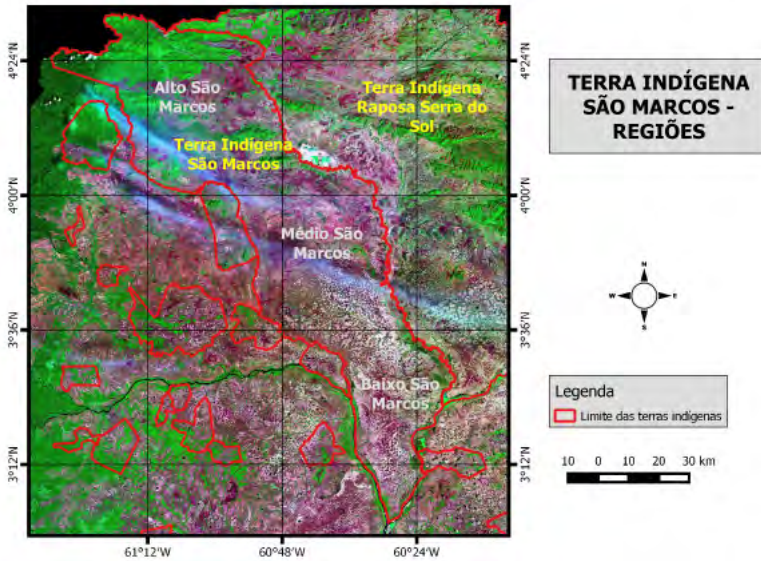 TERRA INDÍGENA
SÃO MARCOS -
REGIÕES
Alto São
Marcos
Terra Indígena
Raposa Serra do
Sol
Terra Indígena
São Marcos
Médio São
Marcos
Baixo São
Marcos
4°24'N
4°00'N
3°36'N
3°12'N
4°24'N
4°00'N
3°36'N
3°12'N
61°12'W
60°48'W
60°24'W
N
W
E
S
Legenda
Limite das terras indígenas
10 0 10 20 30 km